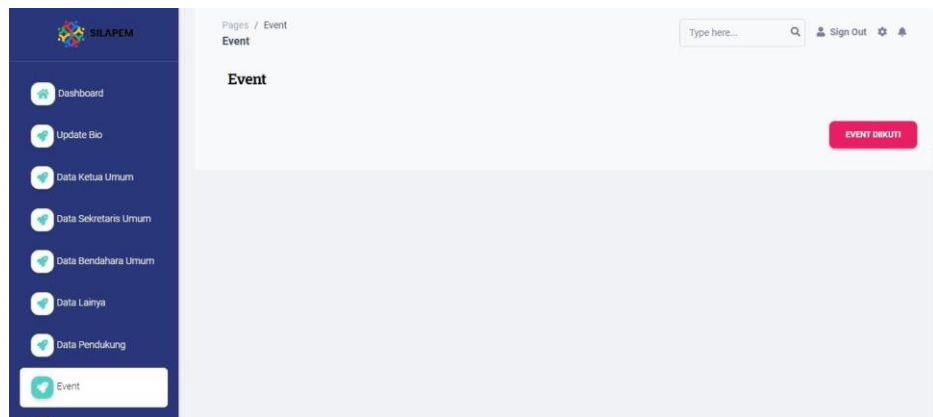 SILAPEM
Dashboard
Update Bio
Data Ketua Umum
Data Sekretaris Umum
Data Bendahara Umum
Data Lainya
Data Pendukung
Event
Pages / Event
Event
Type here...
Sign Out
Event
EVENT DIIKUTI